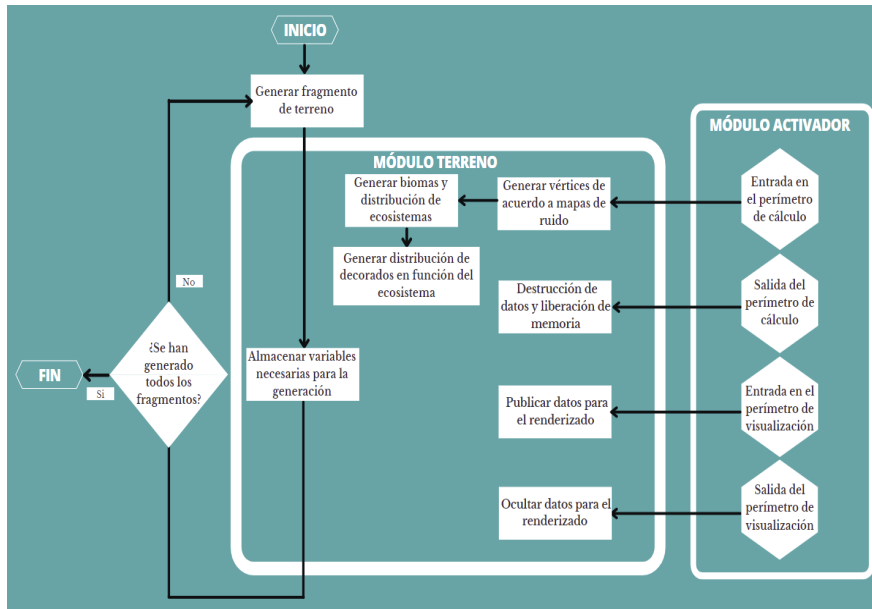 INICIO
Generar fragmento
de terreno
MÓDULO TERRENO
Generar biomas y
distribución de
ecosistemas
Generar vértices de
acuerdo a mapas de
ruido
Generar distribución de
decorados en función del
ecosistema
Destrucción de
datos y liberación de
memoria
Almacenar variables
necesarias para la
generación
Publicar datos para
el renderizado
Ocultar datos para el
renderizado
MÓDULO ACTIVADOR
Entrada en
el perímetro
de cálculo
Salida del
perímetro de
cálculo
Entrada en el
perímetro de
visualización
Salida del
perímetro de
visualización
No
¿Se han
generado
todos los
fragmentos?
Si
FIN